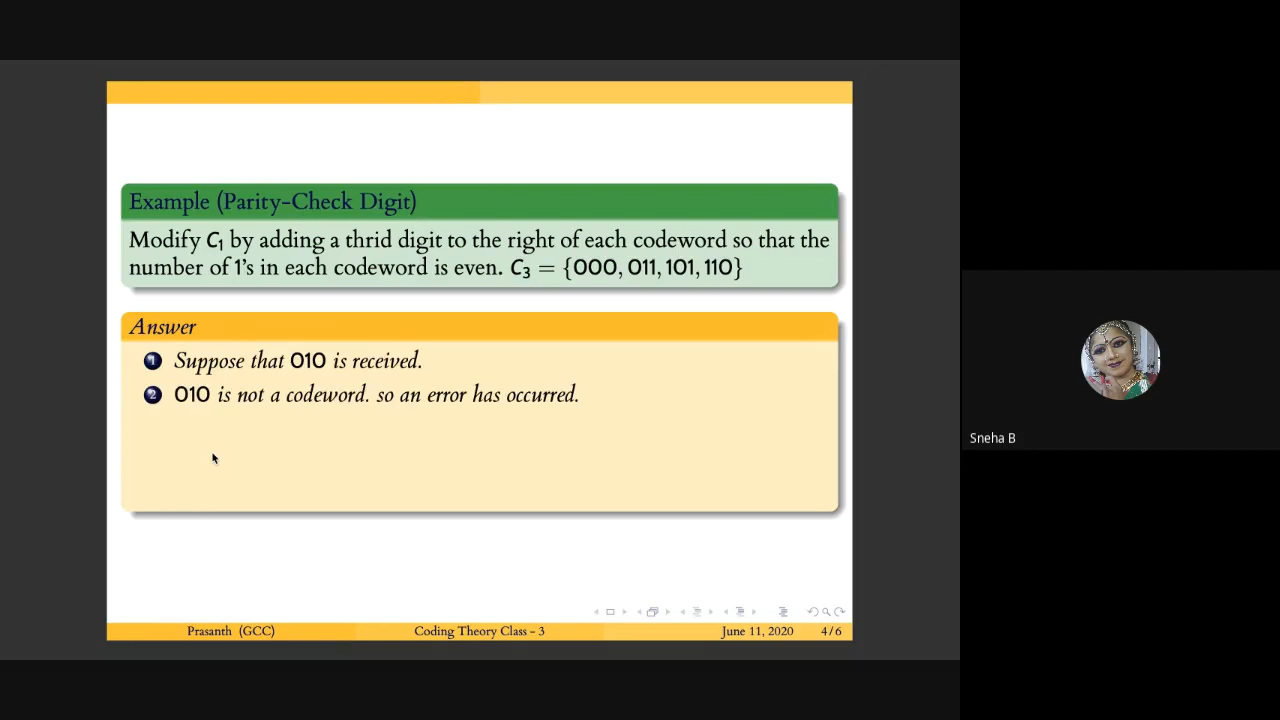 Example (Parity-Check Digit)
Modify C1 by adding a thrid digit to the right of each codeword so that the
number of 1's in each codeword is even. C3 = {000, 011, 101, 110}
Answer
1 Suppose that 010 is received.
2 010 is not a codeword. so an error has occurred.
Sneha B
Prasanth (GCC) Coding Theory Class - 3 June 11, 2020 4/6